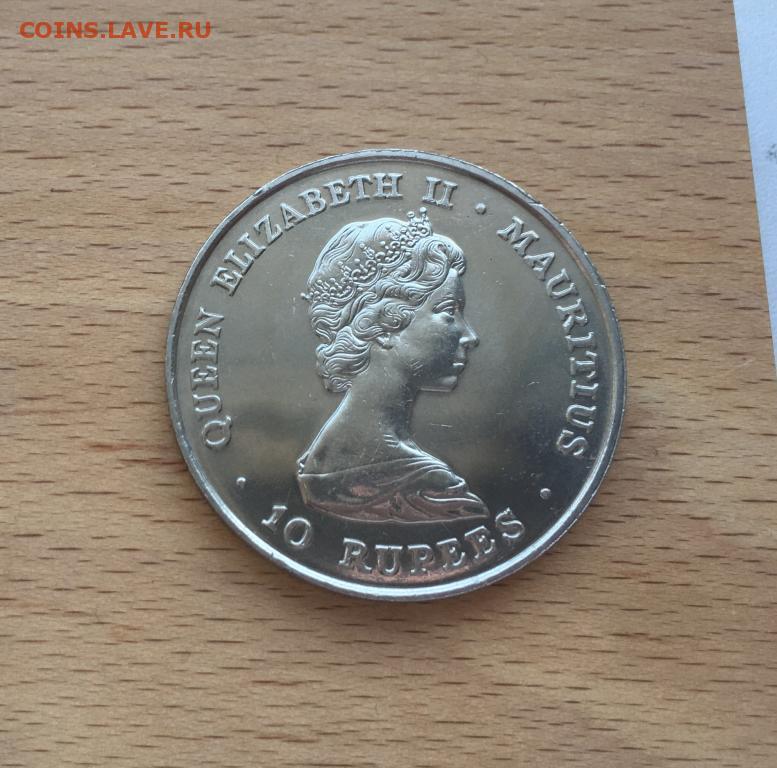 COINS.LAVE.RU
QUEEN ELIZABETH II · MAURITIUS ·
10 RUPEES ·